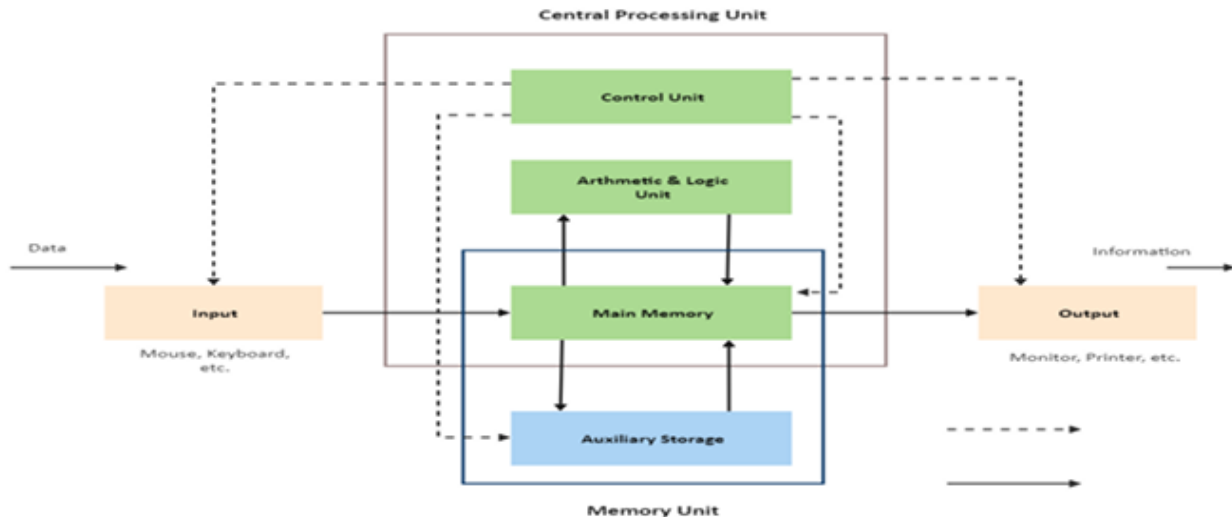 Central Processing Unit
Control Unit
Arthmetic & Logic
Unit
Data
Information
Input
Main Memory
Output
Mouse, Keyboard,
etc.
Monitor, Printer, etc.
Auxiliary Storage
Memory Unit